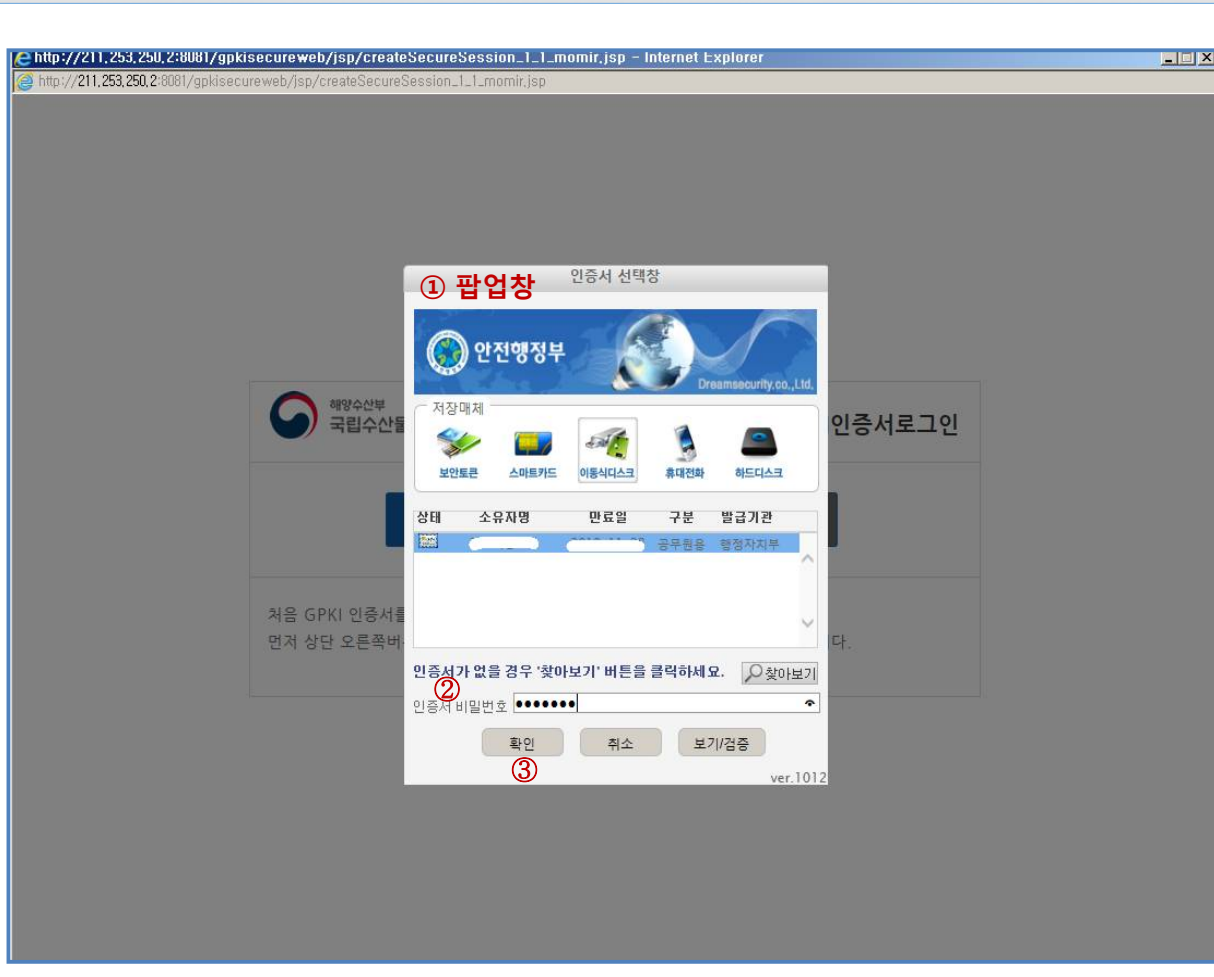 http://211,253,250,2:8081/gpkisecureweb/jsp/createSecureSession_1_1_momir,jsp - Internet Explorer
http://211,253,250,2:8081/gpkisecureweb/jsp/createSecureSession_1_1_momir,jsp
① 팝업창
인증서 선택창
안전행정부
Dreamsecurity.co.,Ltd.
해양수산부
국립수산물
인증서로그인
저장매체
보안토큰 스마트카드 이동식디스크 휴대전화 하드디스크
상태 소유자명 만료일 구분 발급기관
공무원용 행정자치부
처음 GPKI 인증서를
먼저 상단 오른쪽버
다.
인증서가 없을 경우 '찾아보기' 버튼을 클릭하세요. 찾아보기
②
인증서 비밀번호 •••••••
확인 취소 보기/검증
③
ver.1012